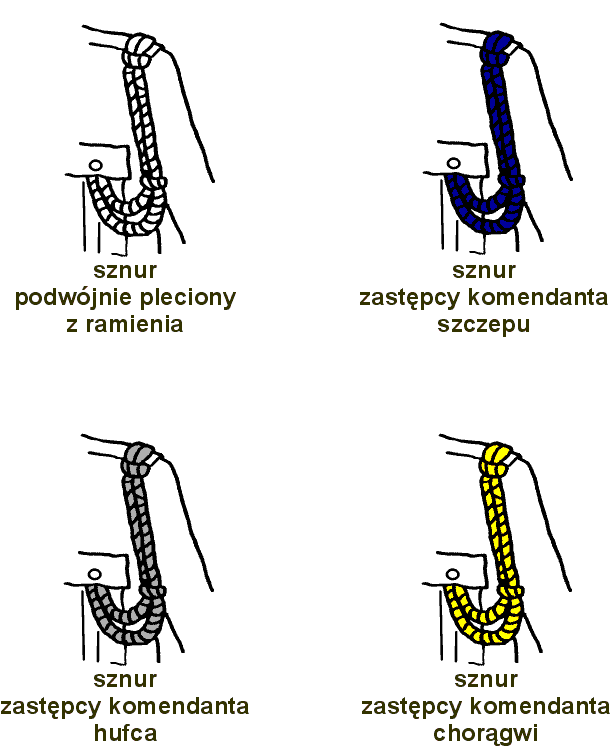 sznur
podwójnie pleciony
z ramienia
sznur
zastępcy komendanta
szczepu
sznur
zastępcy komendanta
hufca
sznur
zastępcy komendanta
chorągwi